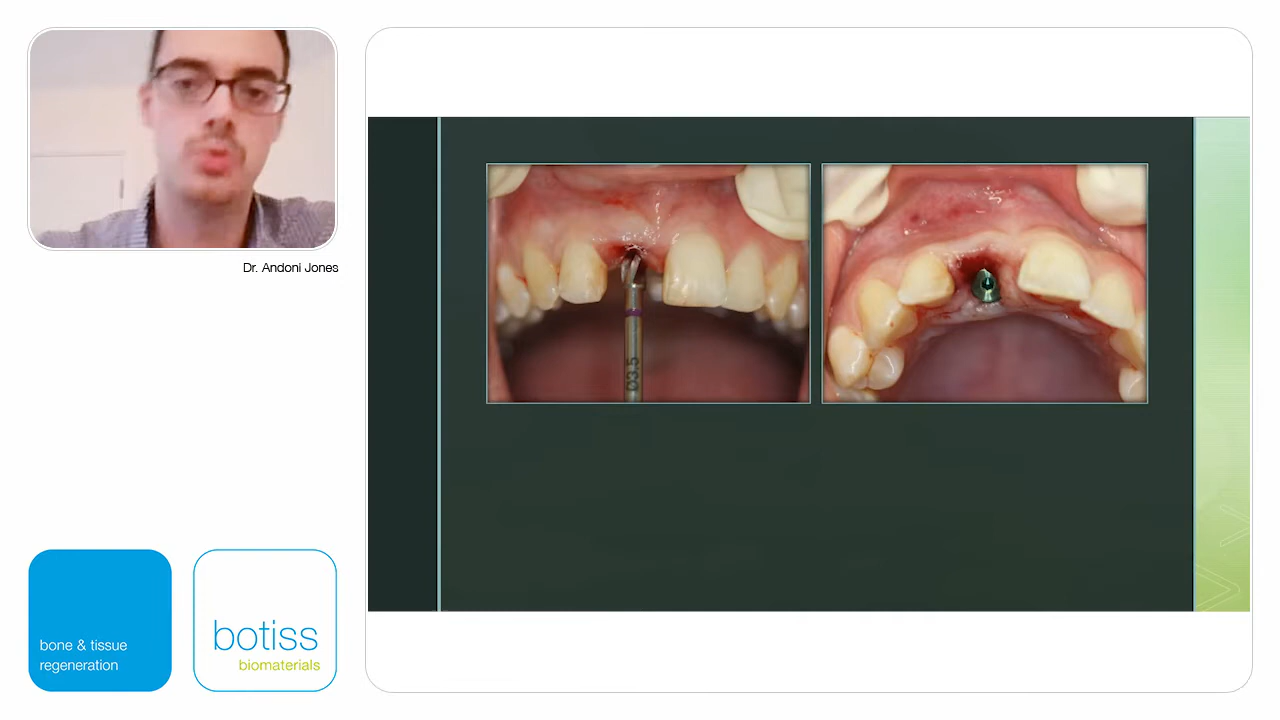 Dr. Andoni Jones
Ø3.5
bone & tissue
regeneration
botiss
biomaterials